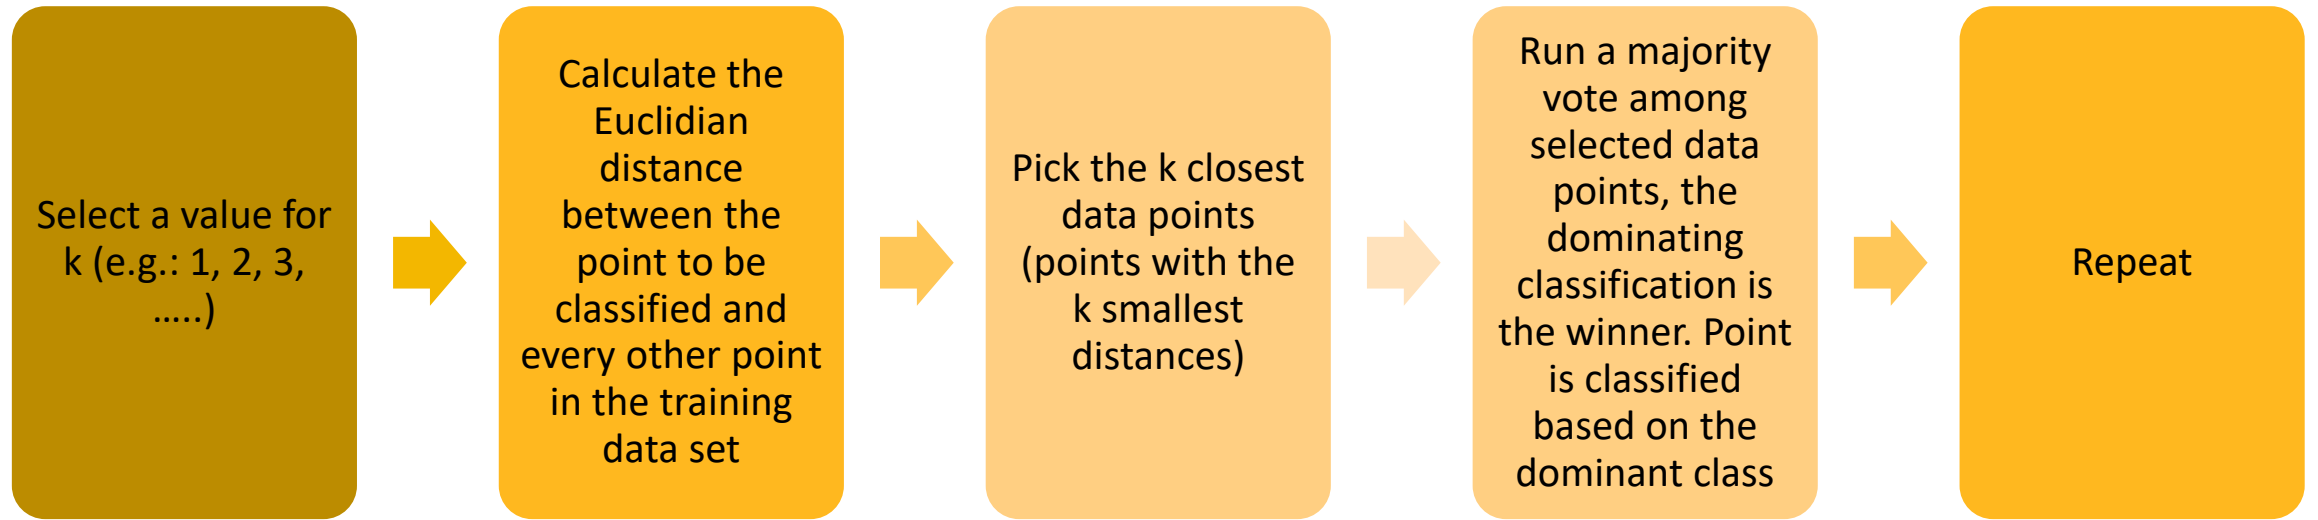 Select a value for
k (e.g.: 1, 2, 3,
.....)
Calculate the
Euclidian
distance
between the
point to be
classified and
every other point
in the training
data set
Pick the k closest
data points
(points with the
k smallest
distances)
Run a majority
vote among
selected data
points, the
dominating
classification is
the winner. Point
is classified
based on the
dominant class
Repeat